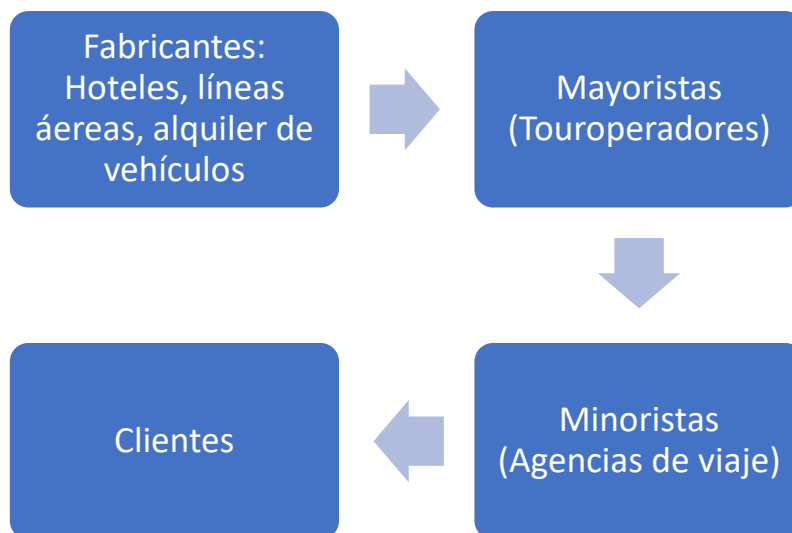 Fabricantes:
Hoteles, líneas
áereas, alquiler de
vehículos
Mayoristas
(Touroperadores)
Minoristas
(Agencias de viaje)
Clientes